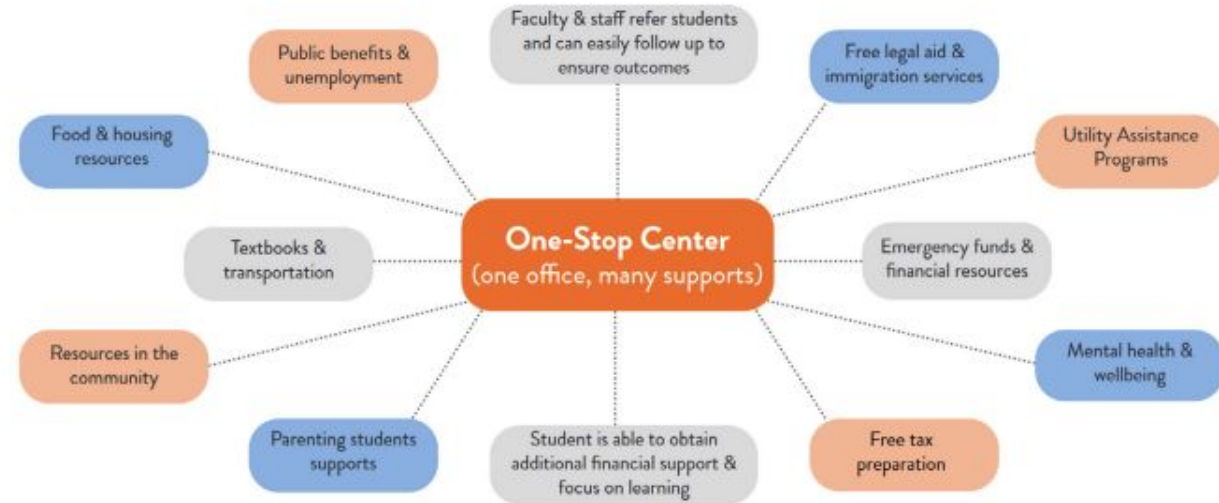 Faculty & staff refer students
and can easily follow up to
ensure outcomes
Public benefits &
unemployment
Free legal aid &
immigration services
Food & housing
resources
Utility Assistance
Programs
One-Stop Center
(one office, many supports)
Textbooks &
transportation
Emergency funds &
financial resources
Resources in the
community
Mental health &
wellbeing
Parenting students
supports
Student is able to obtain
additional financial support &
focus on learning
Free tax
preparation